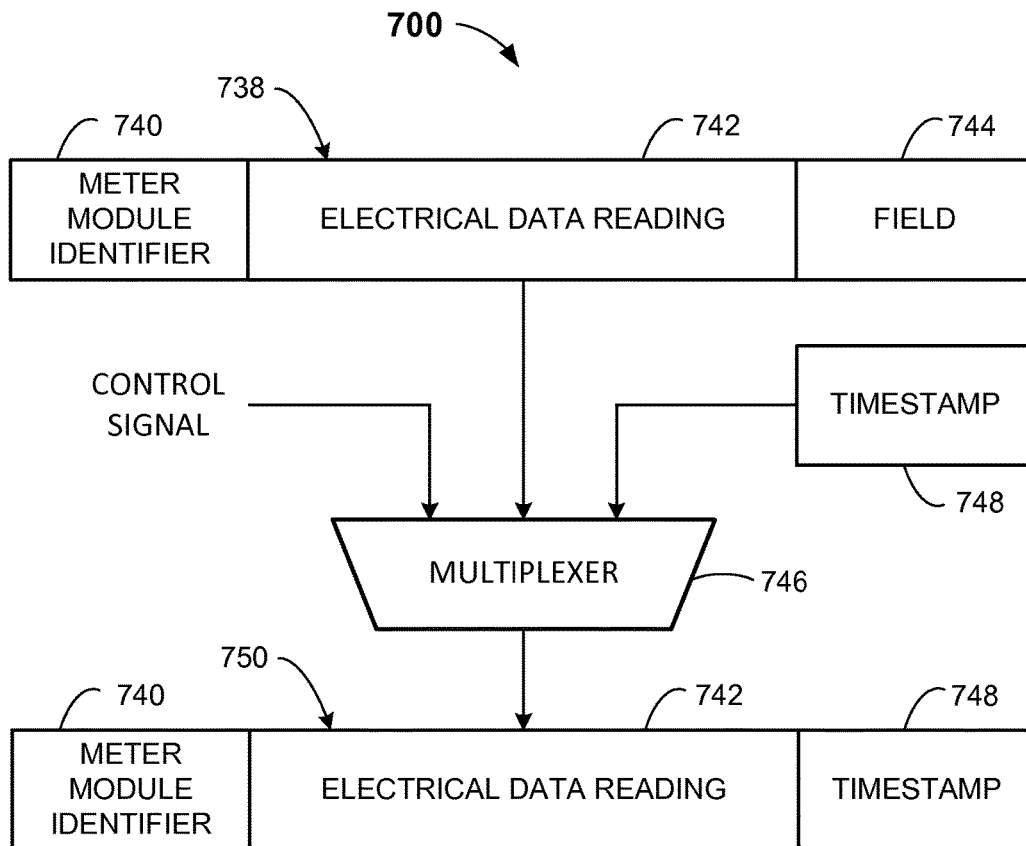 700
738
740
742
744
METER
MODULE
IDENTIFIER
ELECTRICAL DATA READING
FIELD
CONTROL
SIGNAL
TIMESTAMP
748
MULTIPLEXER
746
750
740
742
748
METER
MODULE
IDENTIFIER
ELECTRICAL DATA READING
TIMESTAMP